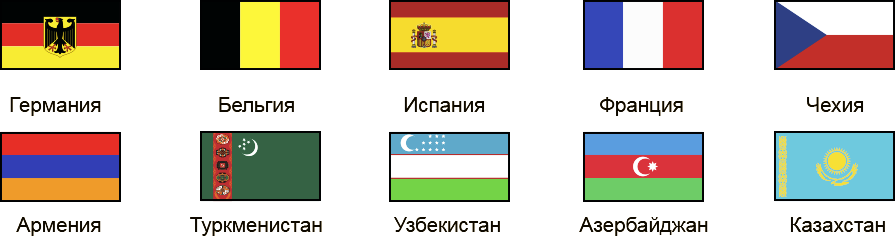 Германия Бельгия Испания Франция Чехия
Армения Туркменистан Узбекистан Азербайджан Казахстан